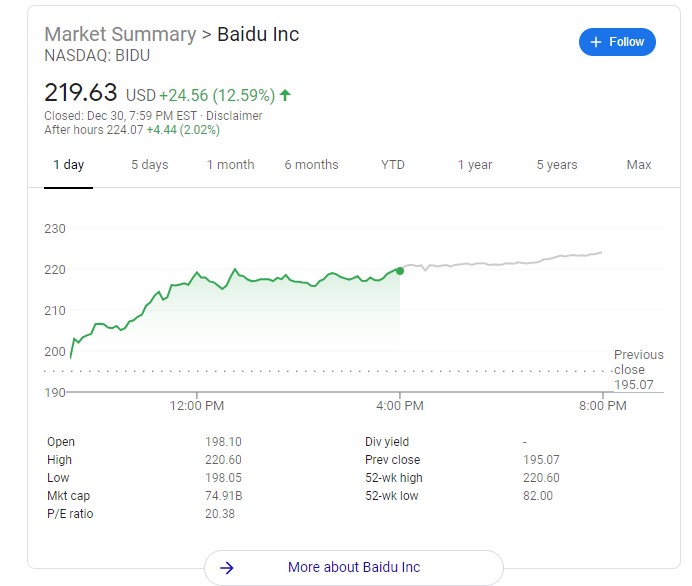 Market Summary > Baidu Inc
NASDAQ: BIDU
+ Follow
219.63 USD +24.56 (12.59%)
Closed: Dec 30, 7:59 PM EST · Disclaimer
After hours 224.07 +4.44 (2.02%)
1 day 5 days 1 month 6 months YTD 1 year 5 years Max
230
220
210
200
Previous
close
195.07
190
12:00 PM 4:00 PM 8:00 PM
Open 198.10 Div yield -
High 220.60 Prev close 195.07
Low 198.05 52-wk high 220.60
Mkt cap 74.91B 52-wk low 82.00
P/E ratio 20.38
More about Baidu Inc